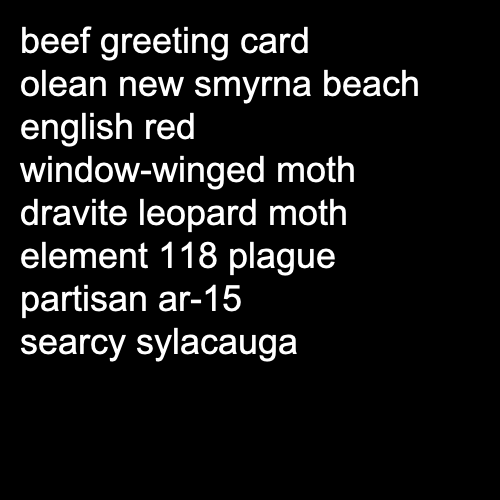 beef greeting card
olean new smyrna beach
english red
window-winged moth
dravite leopard moth
element 118 plague
partisan ar-15
searcy sylacauga